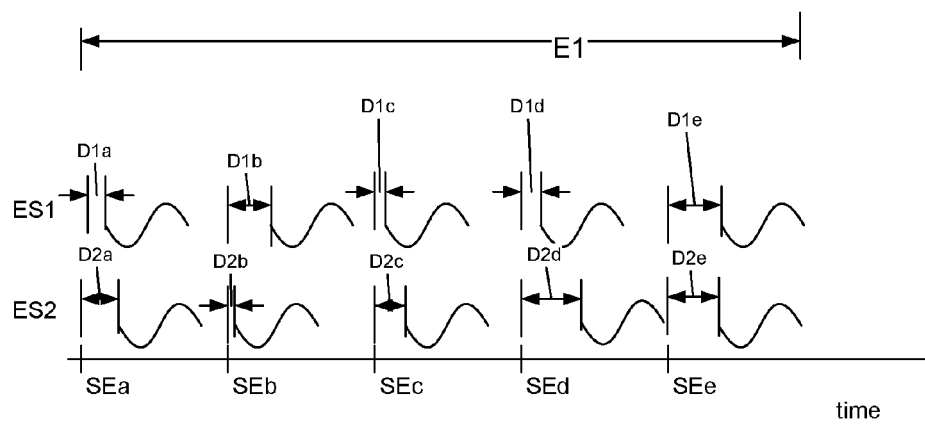 E1
D1a
D1b
D1c
D1d
D1e
ES1
D2a
D2b
D2c
D2d
D2e
ES2
SEa
SEb
SEc
SEd
SEe
time